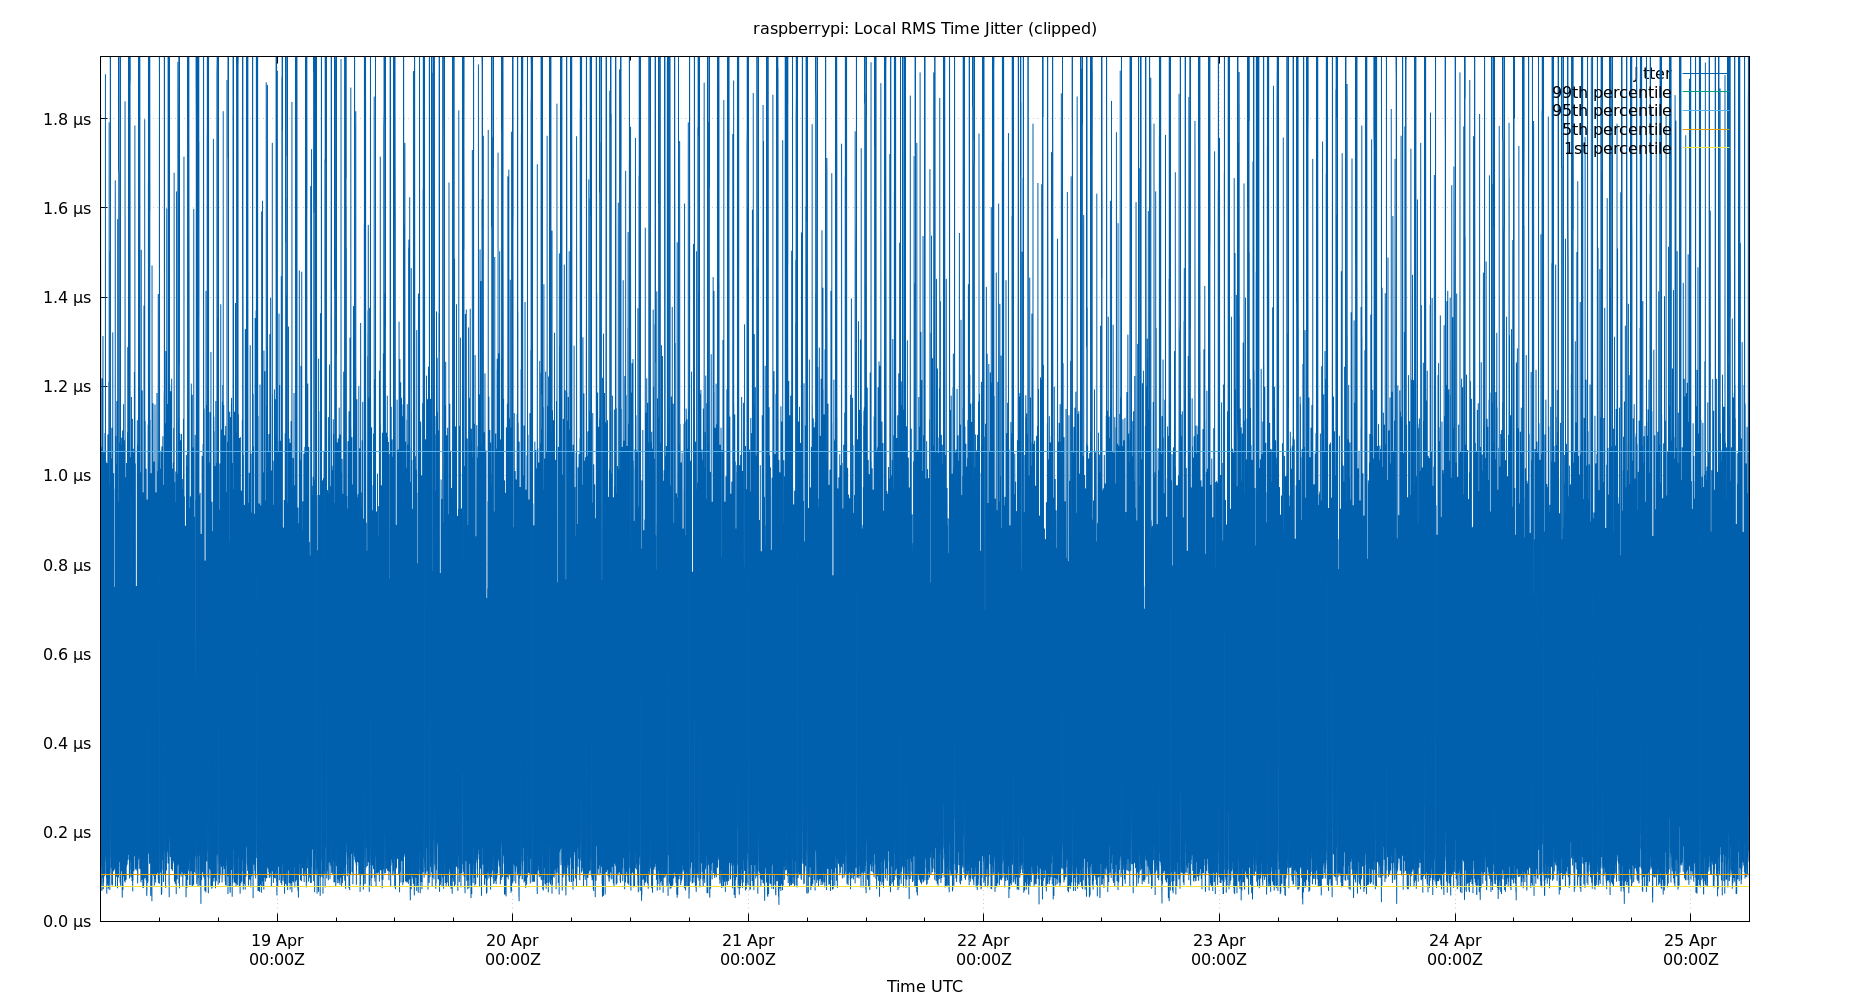 raspberrypi: Local RMS Time Jitter (clipped)
jitter
99th percentile
95th percentile
5th percentile
1st percentile
1.8 µs
1.6 µs
1.4 µs
1.2 µs
1.0 µs
0.8 µs
0.6 µs
0.4 µs
0.2 µs
0.0 µs
19 Apr 20 Apr 21 Apr 22 Apr 23 Apr 24 Apr 25 Apr
00:00Z 00:00Z 00:00Z 00:00Z 00:00Z 00:00Z 00:00Z
Time UTC